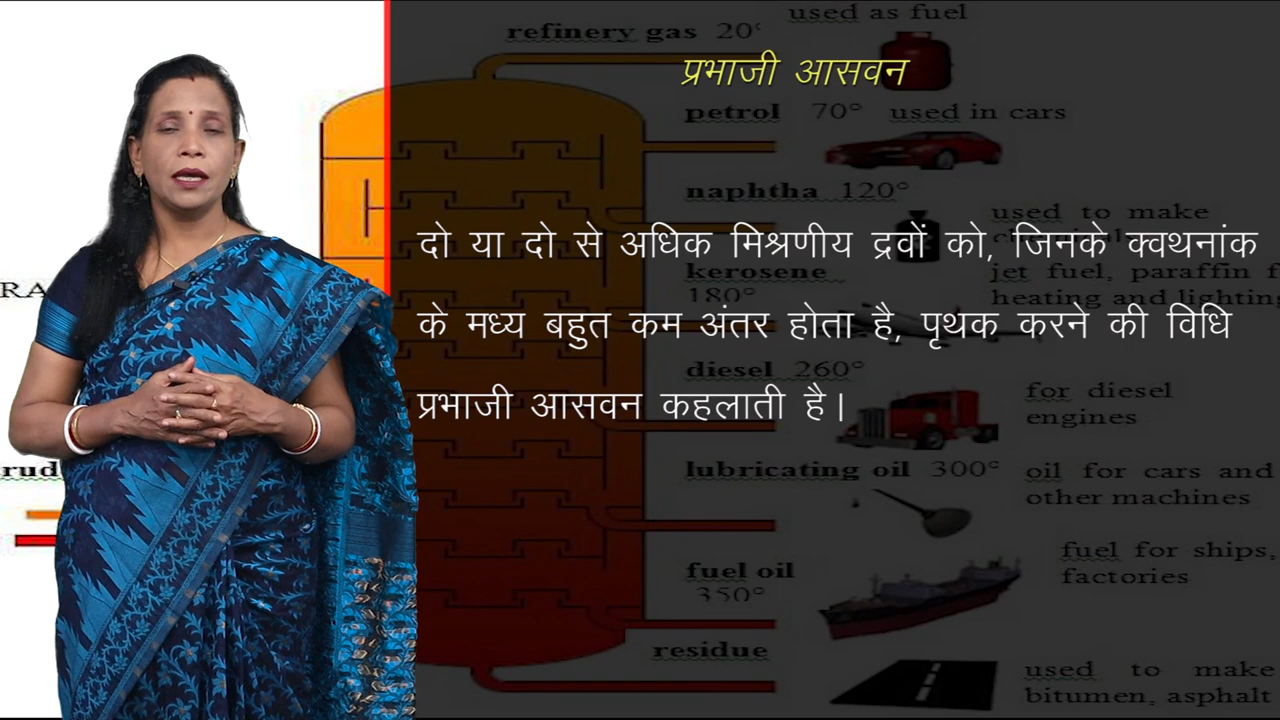 used as fuel
refinery gas 20°
प्रभाजी आसवन
petrol 70° used in cars
naphtha 120°
used to make
दो या दो से अधिक मिश्रणीय द्रवों को, जिनके क्वथनांक
kerosene
180°
jet fuel, paraffin f
heating and lighting
के मध्य बहुत कम अंतर होता है, पृथक करने की विधि
diesel 260°
for diesel
engines
प्रभाजी आसवन कहलाती है।
lubricating oil 300°
oil for cars and
other machines
RA
rud
fuel oil
350°
fuel for ships,
factories
residue
used to make
bitumen, asphalt